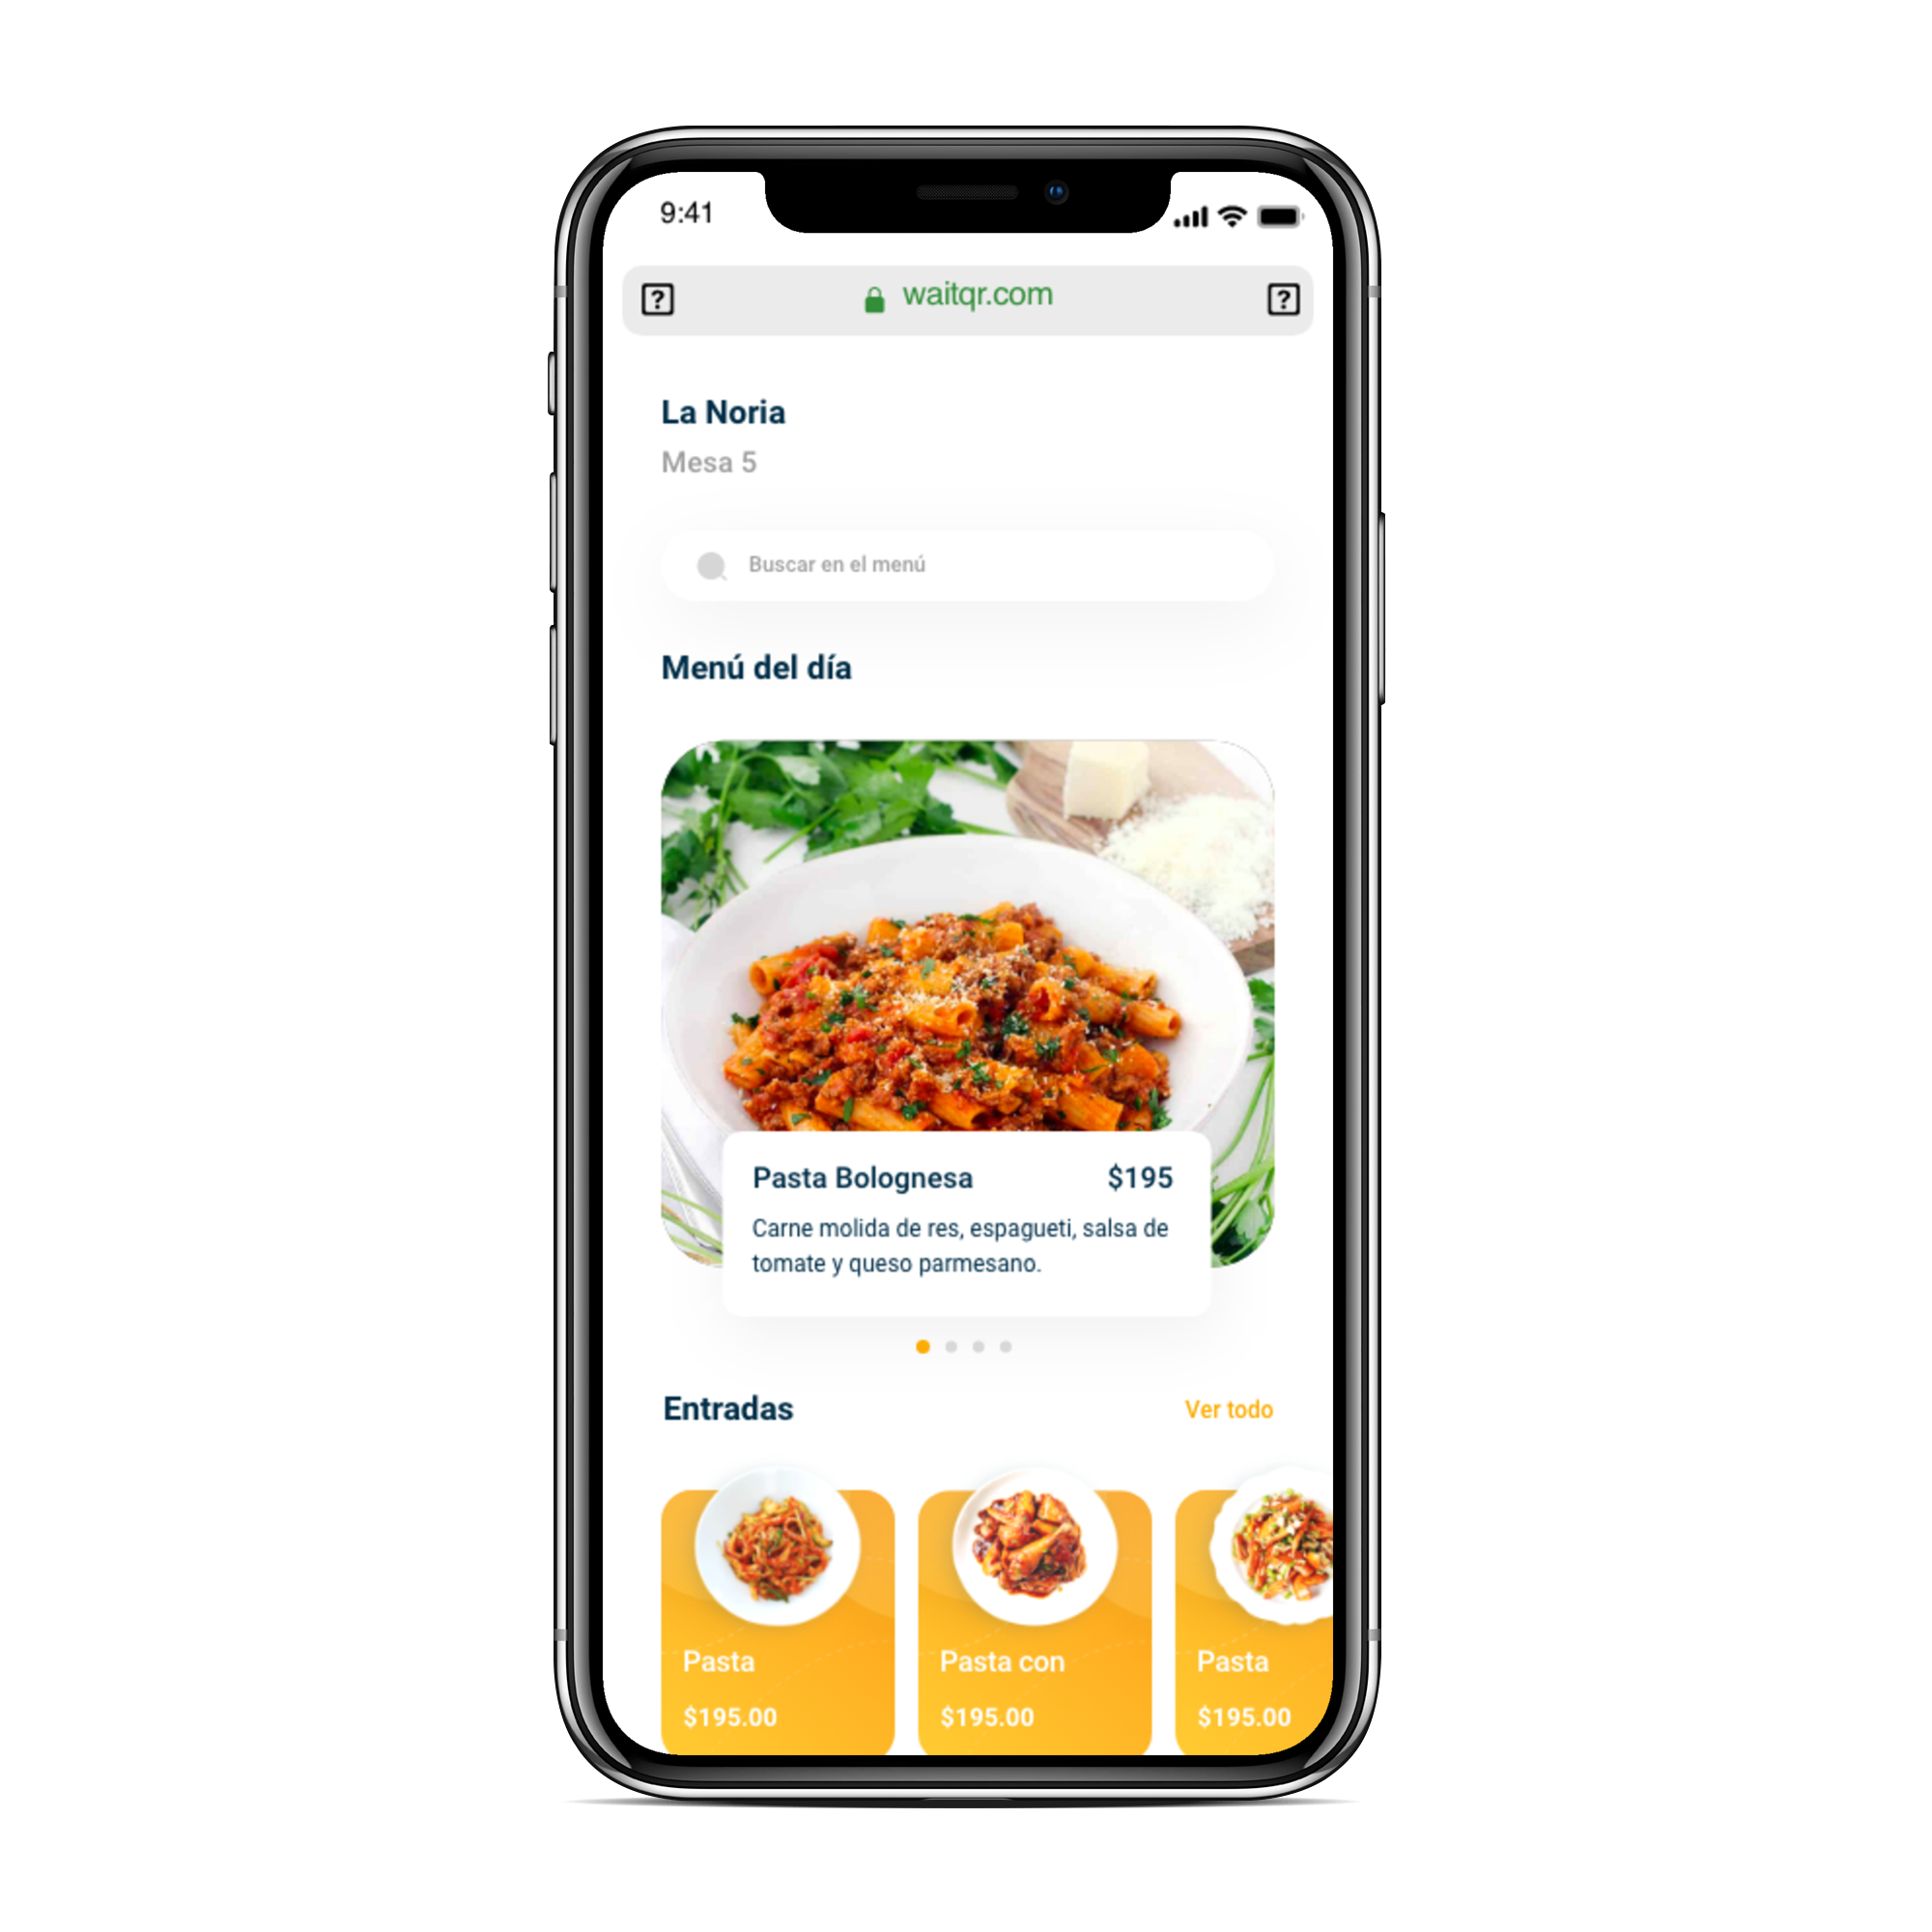 9:41
waitqr.com
La Noria
Mesa 5
Buscar en el menú
Menú del día
Pasta Bolognesa $195
Carne molida de res, espagueti, salsa de
tomate y queso parmesano.
Entradas Ver todo
Pasta Pasta con Pasta
$195.00 $195.00 $195.00